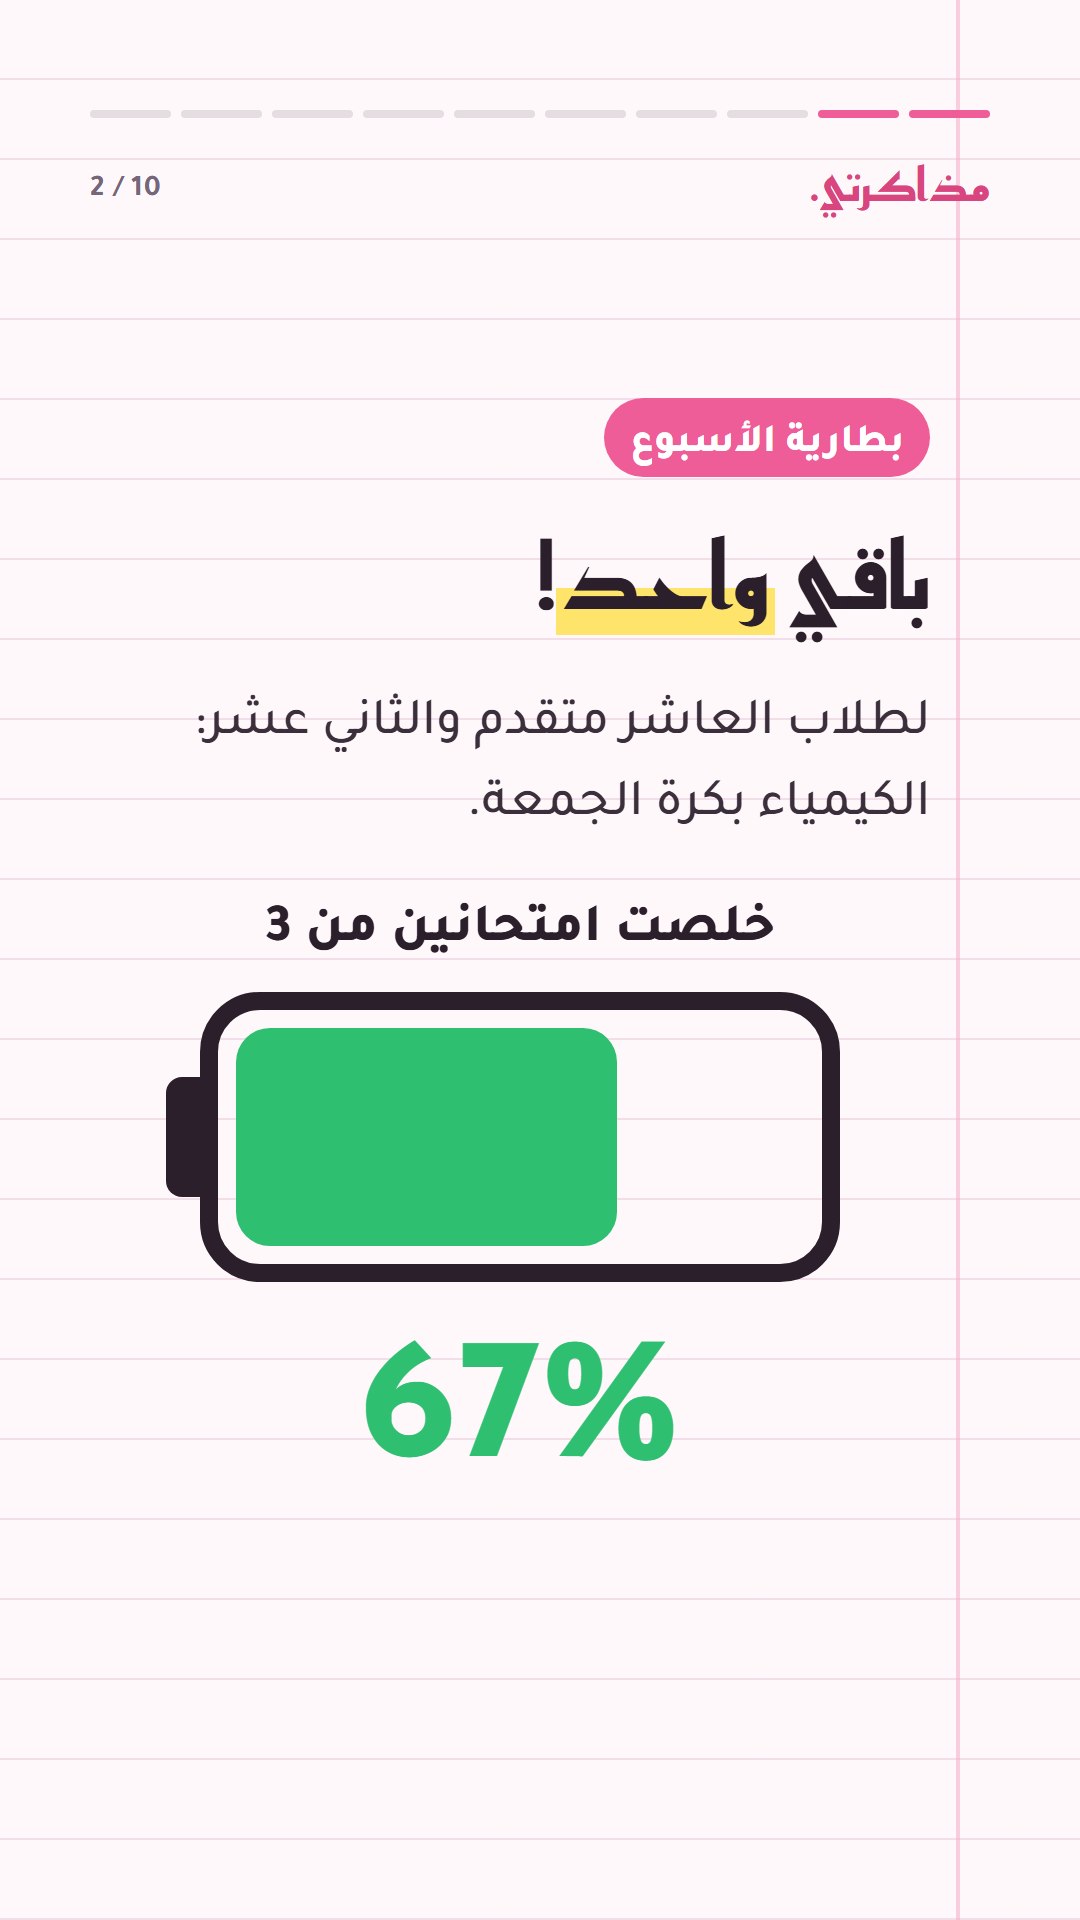 مذاكرتي.
2 / 10
بطارية الأسبوع
باقي واحد!
لطلاب العاشر متقدم والثاني عشر:
الكيمياء بكرة الجمعة.
خلصت امتحانين من 3
67%